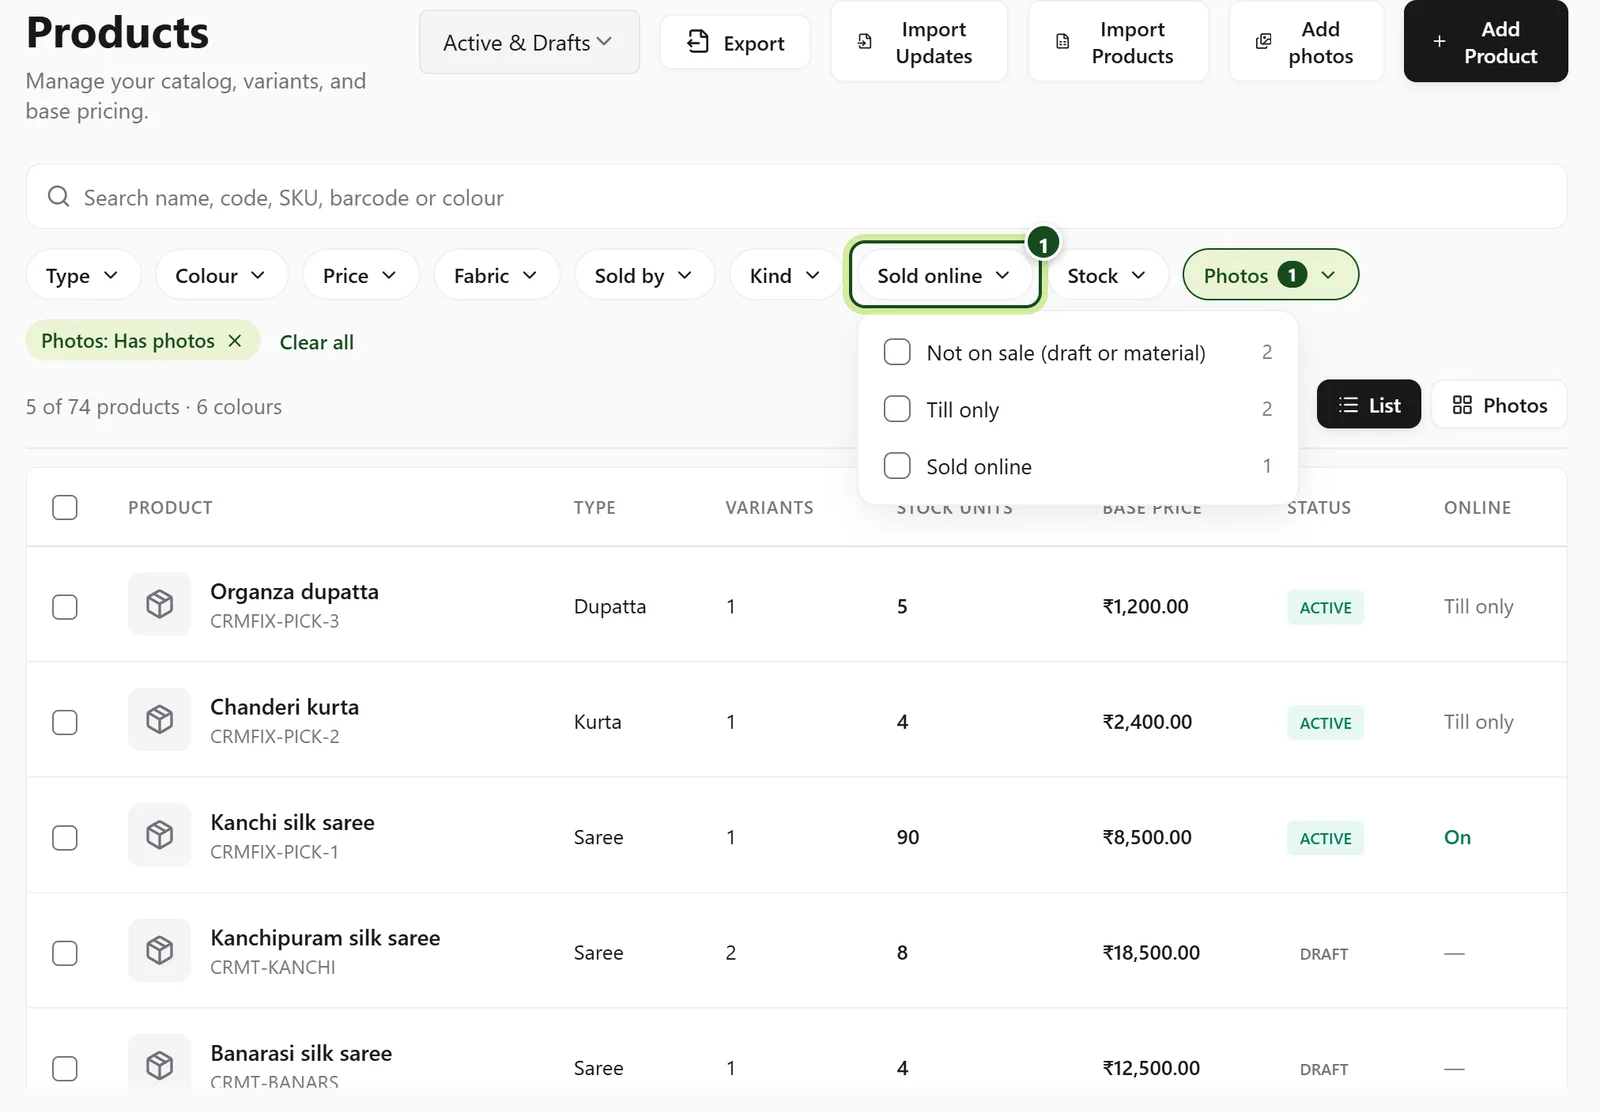 Products
Manage your catalog, variants, and
base pricing.
Active & Drafts
Export
Import
Updates
Import
Products
Add
photos
Add
Product
Search name, code, SKU, barcode or colour
Type
Colour
Price
Fabric
Sold by
Kind
Sold online
1
Stock
Photos 1
Photos: Has photos
Clear all
Not on sale (draft or material) 2
Till only 2
Sold online 1
5 of 74 products · 6 colours
List
Photos
PRODUCT TYPE VARIANTS STOCK UNITS BASE PRICE STATUS ONLINE
Organza dupatta
CRMFIX-PICK-3
Dupatta 1 5 ₹1,200.00 ACTIVE Till only
Chanderi kurta
CRMFIX-PICK-2
Kurta 1 4 ₹2,400.00 ACTIVE Till only
Kanchi silk saree
CRMFIX-PICK-1
Saree 1 90 ₹8,500.00 ACTIVE On
Kanchipuram silk saree
CRMT-KANCHI
Saree 2 8 ₹18,500.00 DRAFT —
Banarasi silk saree
CRMT-BANARS
Saree 1 4 ₹12,500.00 DRAFT —